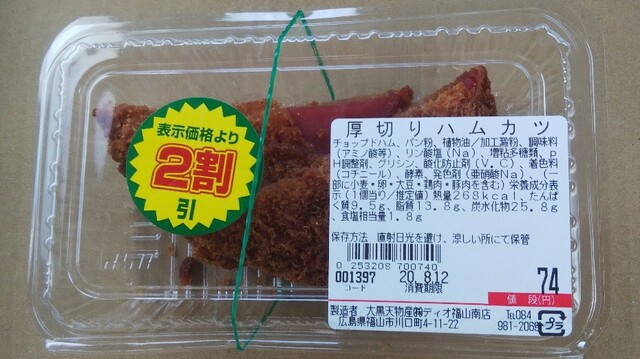 表示価格より
2割
引
厚切りハムカツ
チョップドハム、パン粉、植物油/加工澱粉、調味料
(アミノ酸等)、リン酸塩(Na)、増粘多糖類、p
H調整剤、グリシン、酸化防止剤(V.C)、着色料
(コチニール)、酵素、発色剤(亜硝酸Na)、(一
部に小麦・卵・大豆・鶏肉・豚肉を含む)栄養成分表
示(1個当り/推定値)熱量268kcal、たんぱ
く質9.5g、脂質13.8g、炭水化物25.8g
、食塩相当量1.8g
保存方法 直射日光を避け、涼しい所にて保管
0 253208 700740
001397 20.8.12 74
コード 消費期限 値段(円)
製造者 大黒天物産㈱ディオ福山南店 TEL084
広島県福山市川口町4-11-22 981-2068
プラ